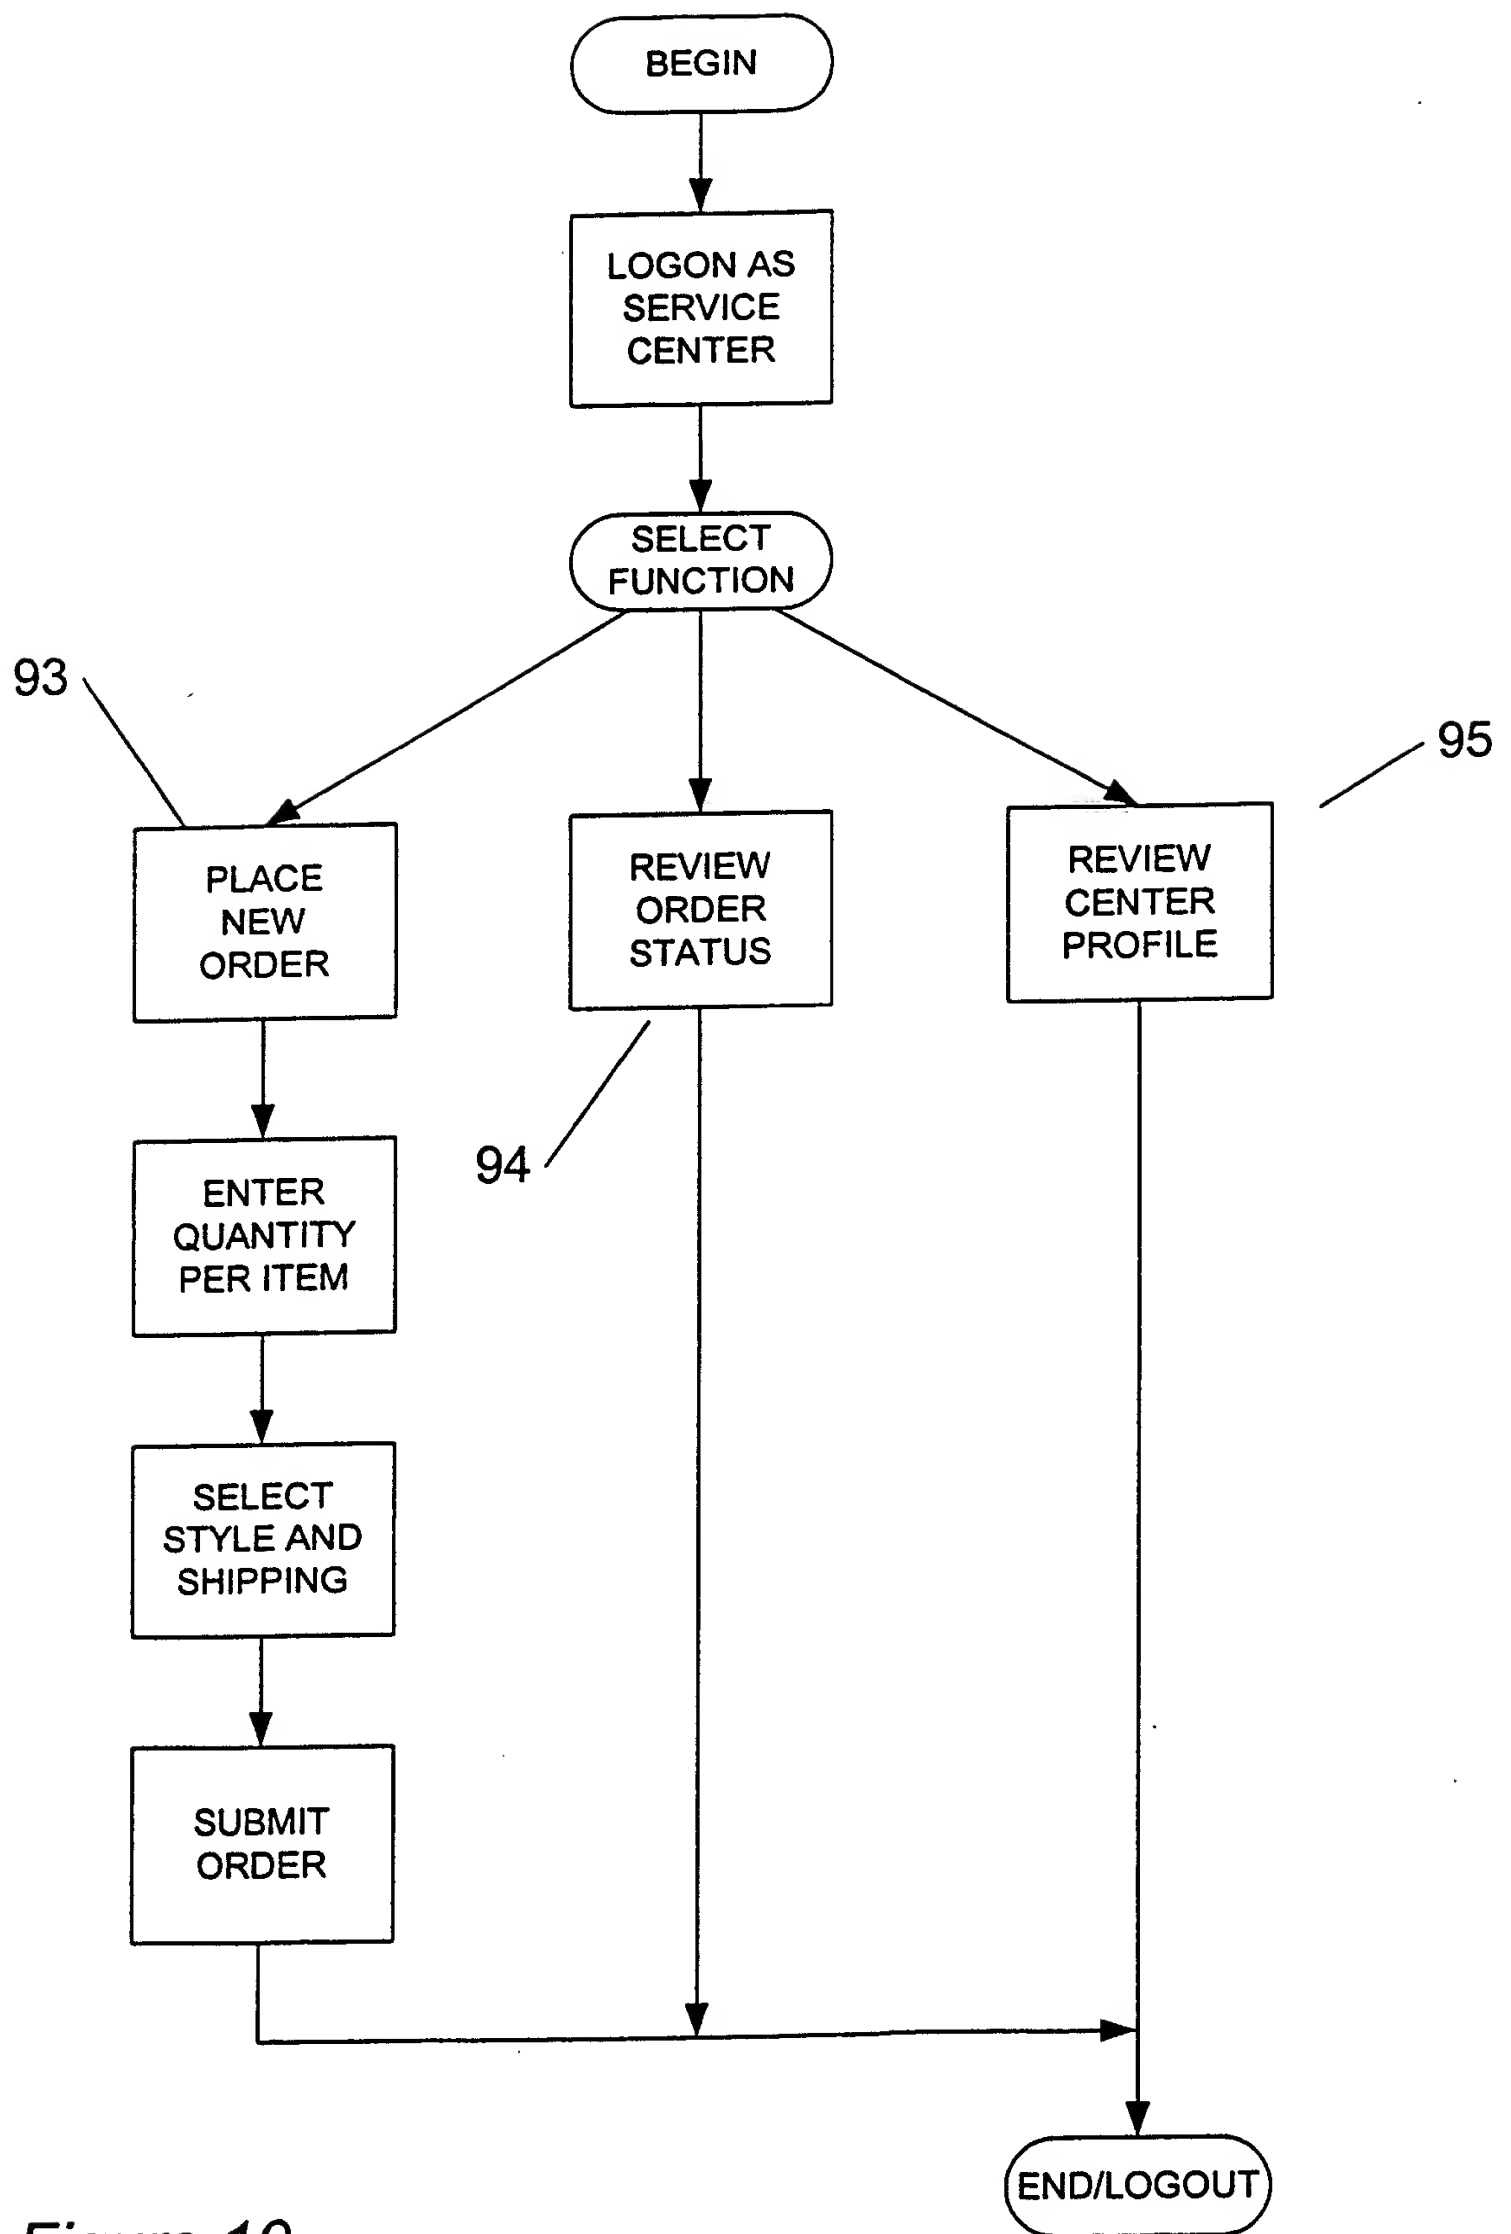 BEGIN
LOGON AS
SERVICE
CENTER
SELECT
FUNCTION
93
95
PLACE
NEW
ORDER
REVIEW
ORDER
STATUS
REVIEW
CENTER
PROFILE
94
ENTER
QUANTITY
PER ITEM
SELECT
STYLE AND
SHIPPING
SUBMIT
ORDER
END/LOGOUT